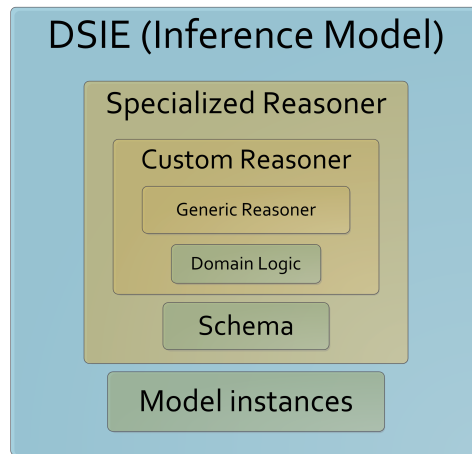 DSIE (Inference Model)
Specialized Reasoner
Custom Reasoner
Generic Reasoner
Domain Logic
Schema
Model instances